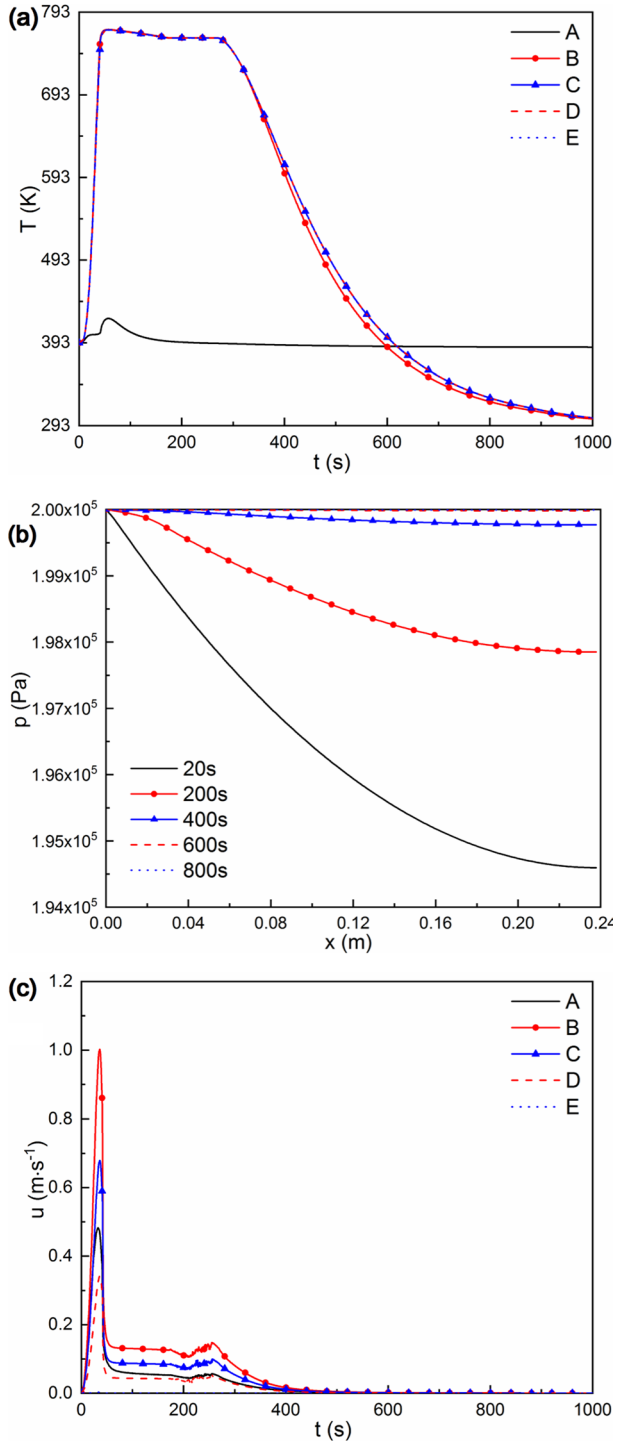 (a)
793
693
593
493
393
293
T (K)
A
B
C
D
E
0
200
400
600
800
1000
t (s)
(b)
2.00x10⁵
1.99x10⁵
1.98x10⁵
1.97x10⁵
1.96x10⁵
1.95x10⁵
1.94x10⁵
p (Pa)
20s
200s
400s
600s
800s
0.00
0.04
0.08
0.12
0.16
0.20
0.24
x (m)
(c)
1.2
1.0
0.8
0.6
0.4
0.2
0.0
u (m·s⁻¹)
A
B
C
D
E
0
200
400
600
800
1000
t (s)